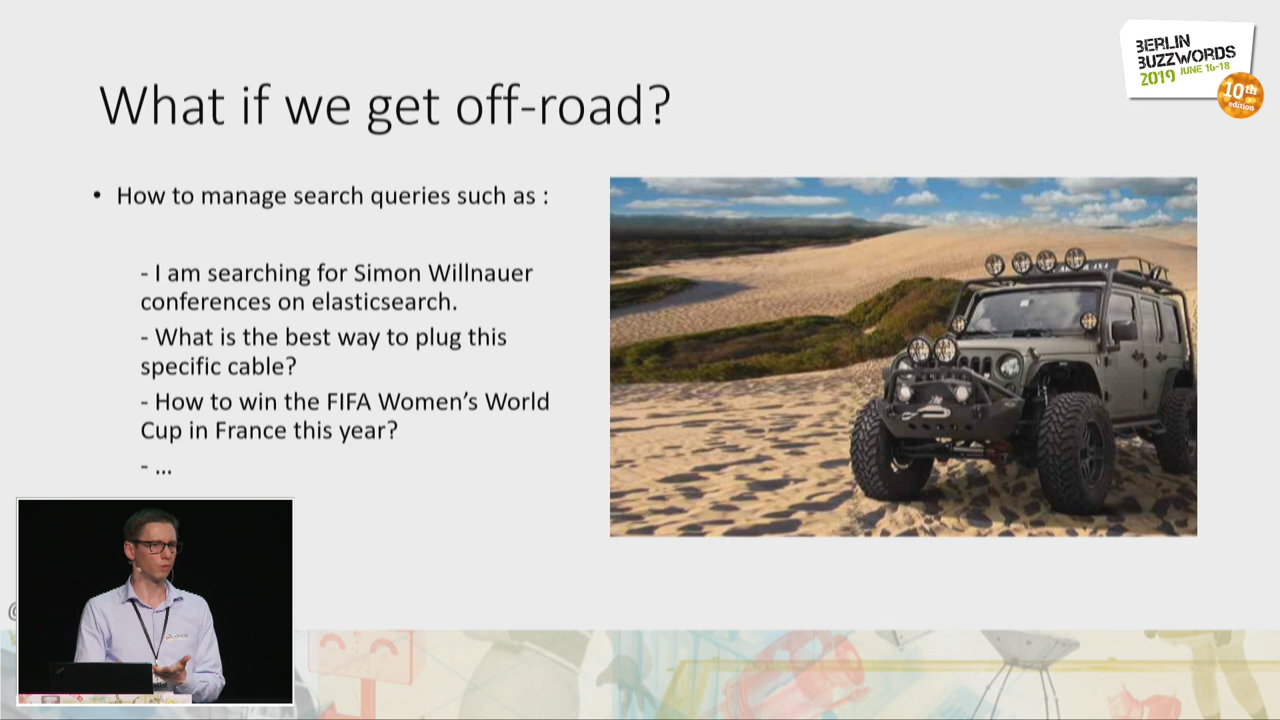 BERLIN
BUZZWORDS
2019 JUNE 16-18
10th
edition
What if we get off-road?
• How to manage search queries such as :
- I am searching for Simon Willnauer
conferences on elasticsearch.
- What is the best way to plug this
specific cable?
- How to win the FIFA Women’s World
Cup in France this year?
- ...